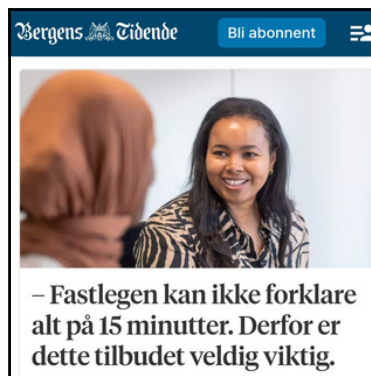 Bergens Tidende
Bli abonnent
– Fastlegen kan ikke forklare
alt på 15 minutter. Derfor er
dette tilbudet veldig viktig.